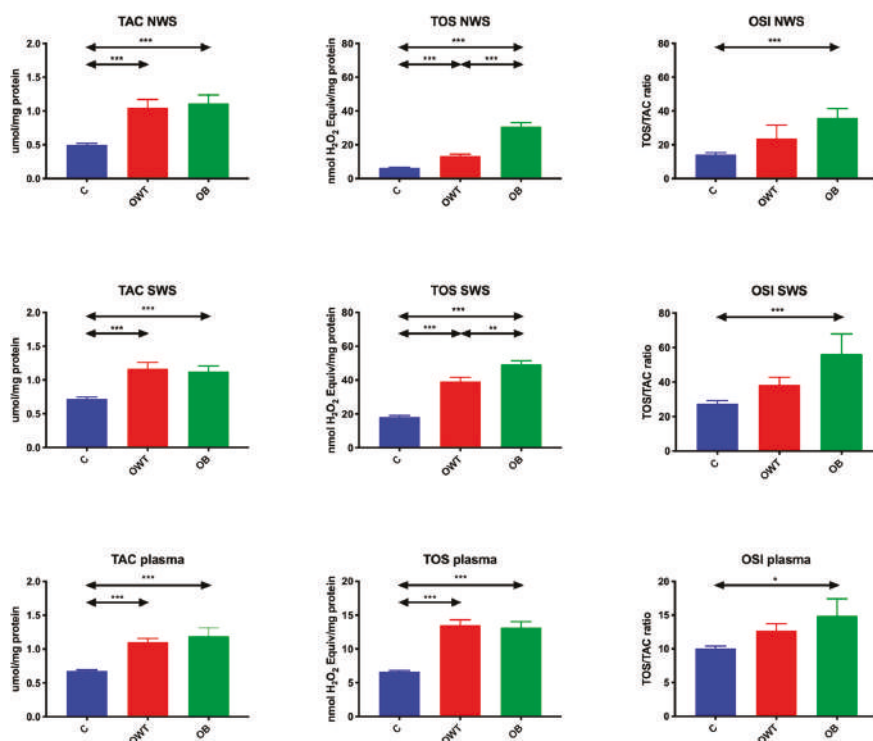 TAC NWS
umol/mg protein
2.0
1.5
1.0
0.5
0.0
***
***
C
OWT
OB
TOS NWS
nmol H₂O₂ Equiv/mg protein
80
60
40
20
0
***
***
***
C
OWT
OB
OSI NWS
TOS/TAC ratio
80
60
40
20
0
***
C
OWT
OB
TAC SWS
umol/mg protein
2.0
1.5
1.0
0.5
0.0
***
***
C
OWT
OB
TOS SWS
nmol H₂O₂ Equiv/mg protein
80
60
40
20
0
***
***
**
C
OWT
OB
OSI SWS
TOS/TAC ratio
80
60
40
20
0
***
C
OWT
OB
TAC plasma
umol/mg protein
2.0
1.5
1.0
0.5
0.0
***
***
C
OWT
OB
TOS plasma
nmol H₂O₂ Equiv/mg protein
20
15
10
5
0
***
***
C
OWT
OB
OSI plasma
TOS/TAC ratio
20
15
10
5
0
*
C
OWT
OB